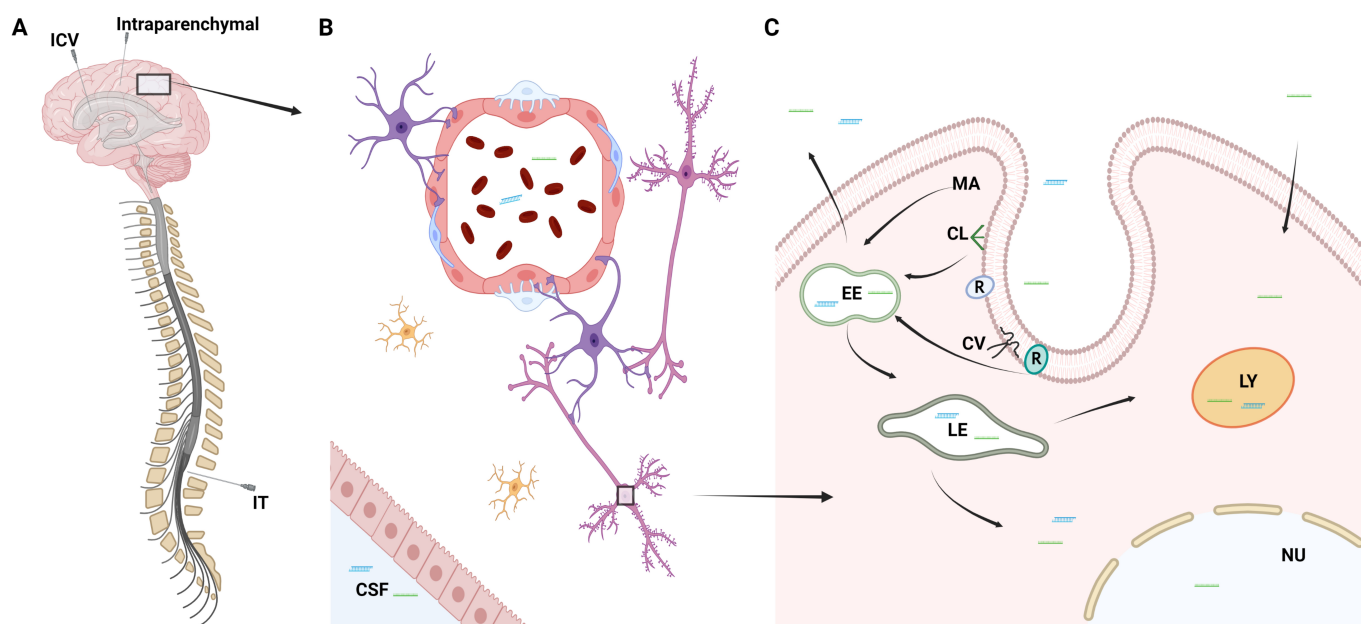 A
Intraparenchymal
ICV
IT
B
CSF
C
MA
CL
R
EE
CV
R
LE
LY
NU